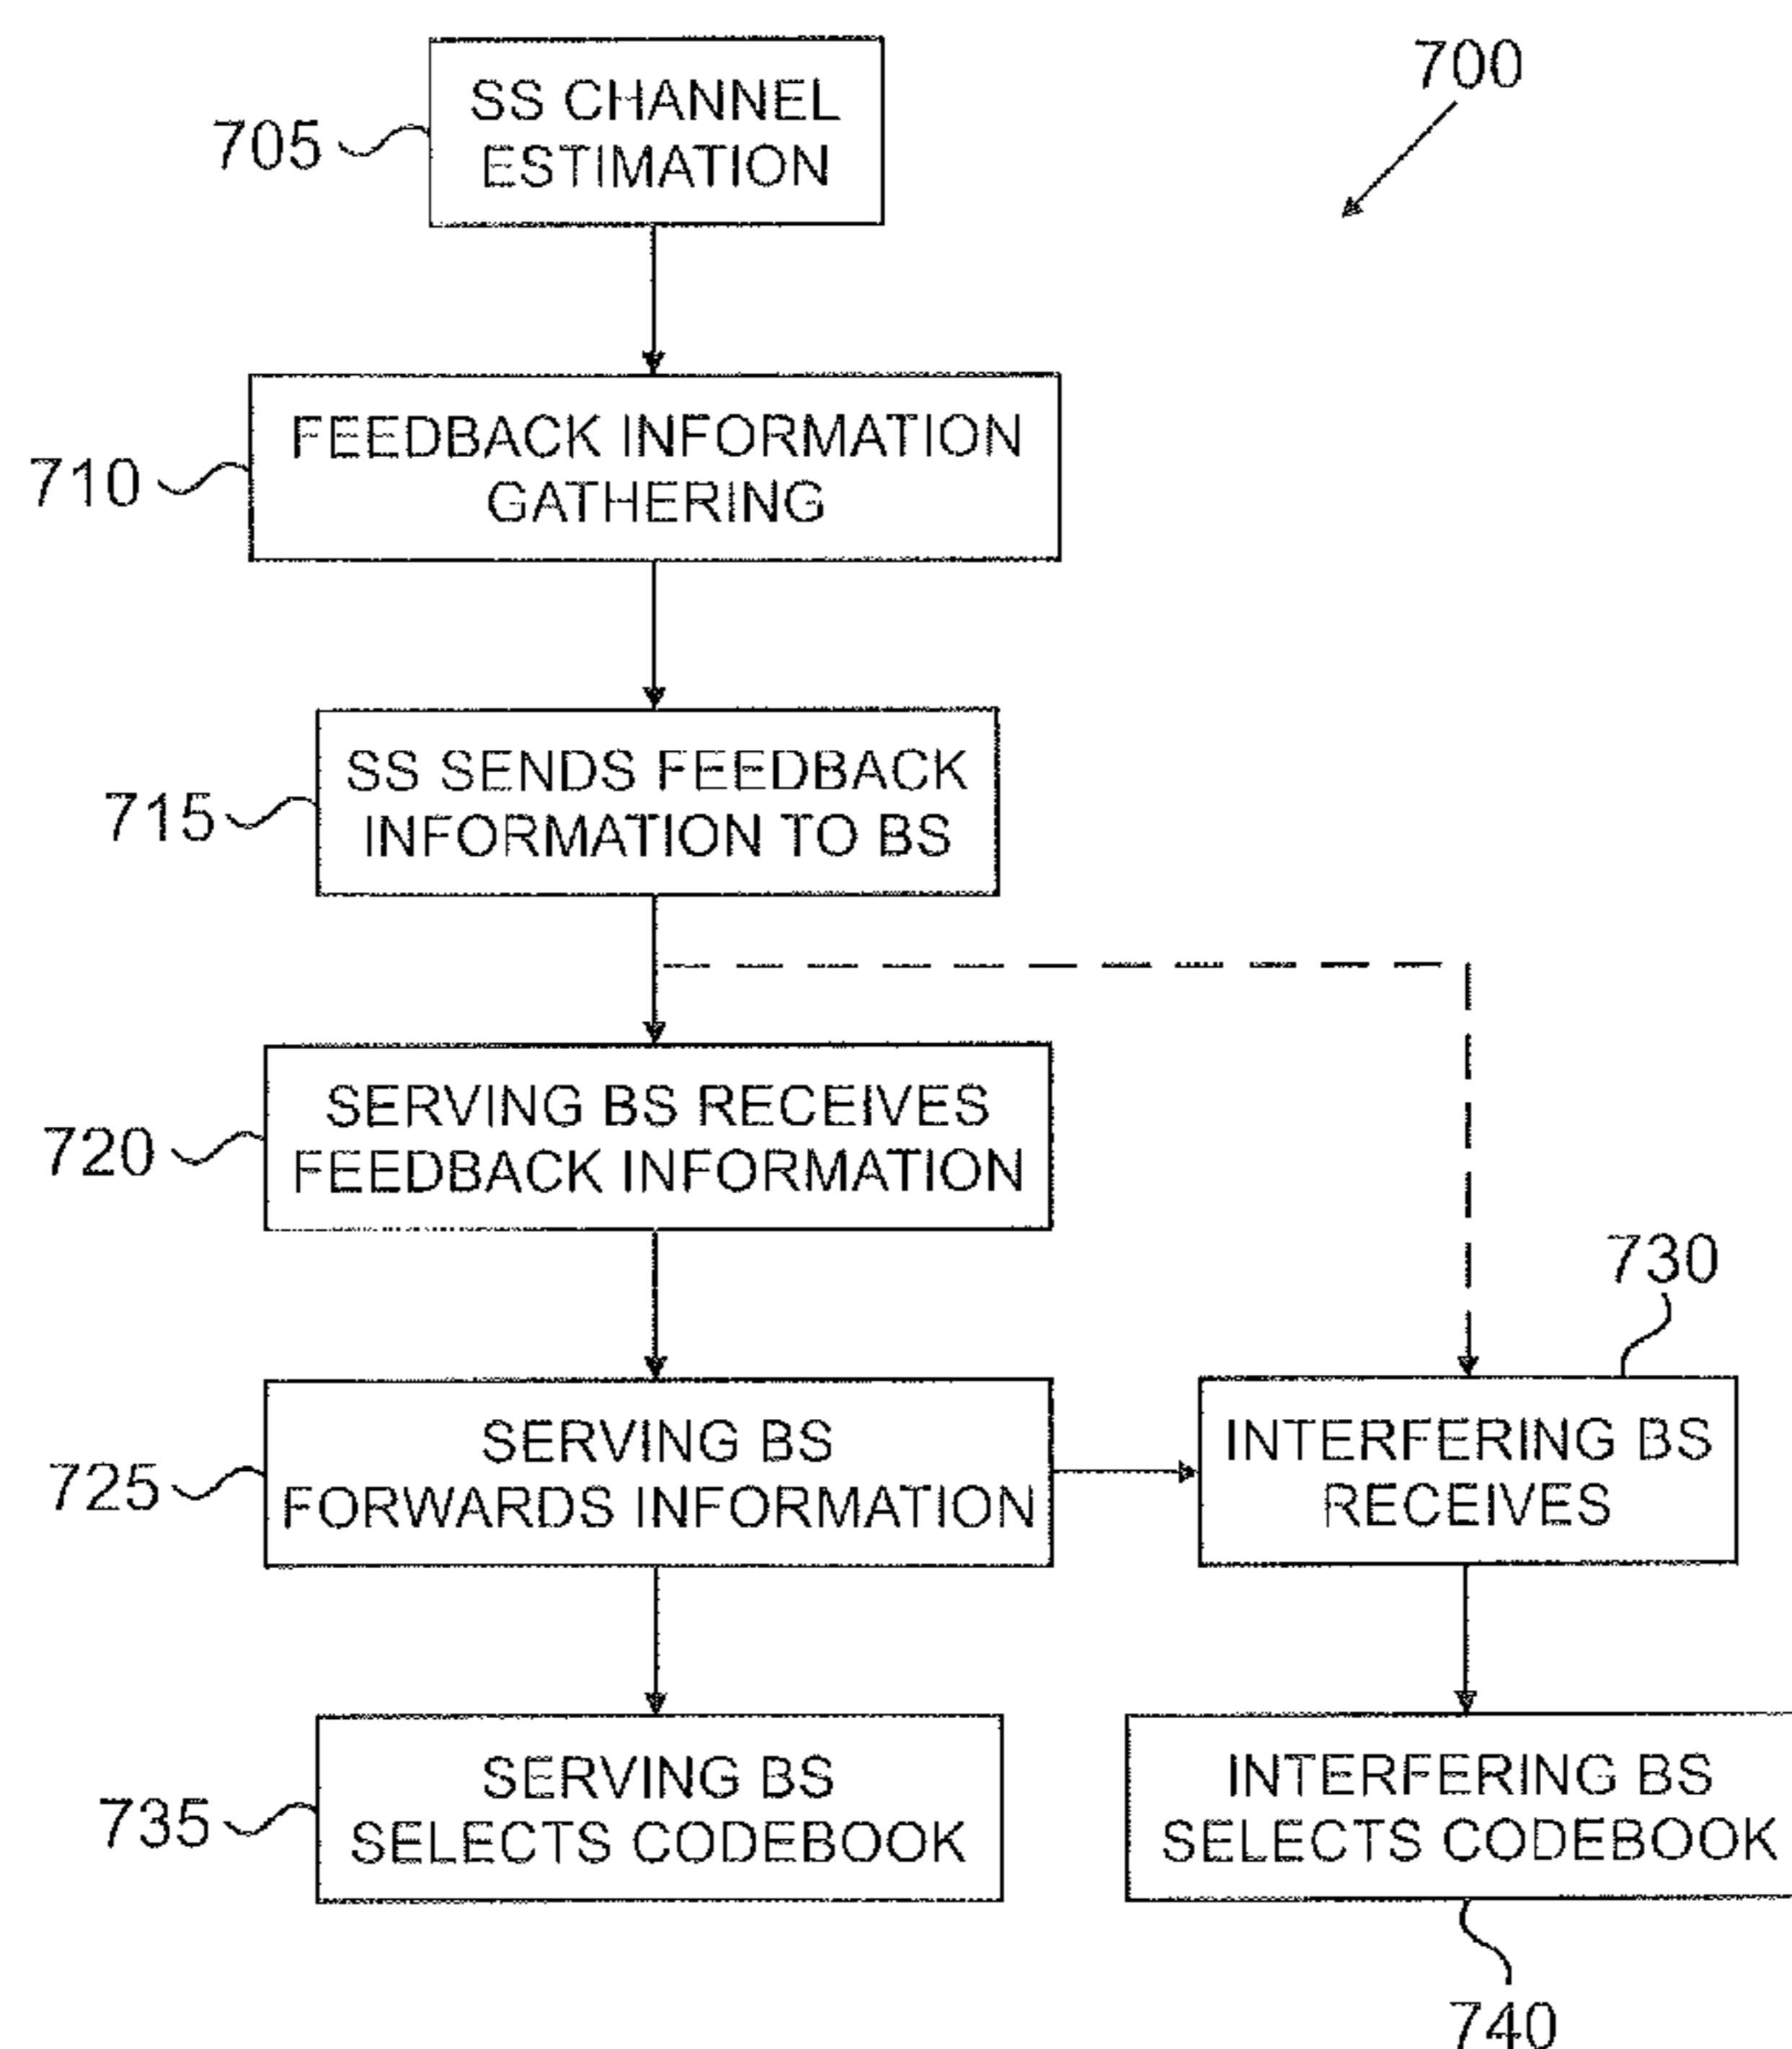 700
705
SS CHANNEL
ESTIMATION
710
FEEDBACK INFORMATION
GATHERING
715
SS SENDS FEEDBACK
INFORMATION TO BS
720
SERVING BS RECEIVES
FEEDBACK INFORMATION
725
SERVING BS
FORWARDS INFORMATION
730
INTERFERING BS
RECEIVES
735
SERVING BS
SELECTS CODEBOOK
INTERFERING BS
SELECTS CODEBOOK
740